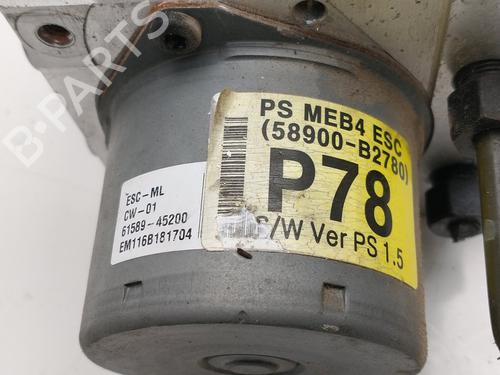 PS MEB4 ESC
(58900-B2780)
P78
S/W Ver PS 1.5
ESC-ML
CW-01
61589-45200
EM116B181704
B-PARTS